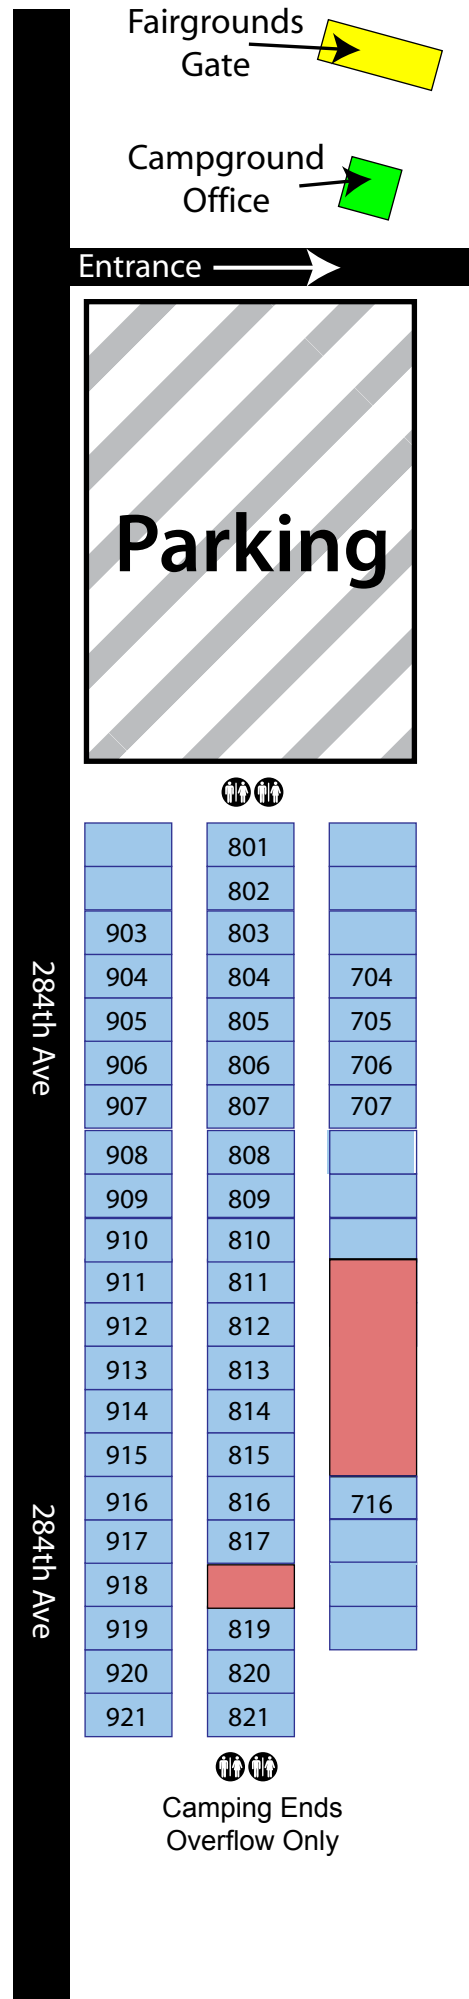 Fairgrounds
Gate
Campground
Office
Entrance
Parking
801
802
903 803
904 804 704
284th Ave
905 805 705
906 806 706
907 807 707
908 808
909 809
910 810
911 811
912 812
913 813
914 814
915 815
916 816 716
284th Ave
917 817
918
919 819
920 820
921 821
Camping Ends
Overflow Only